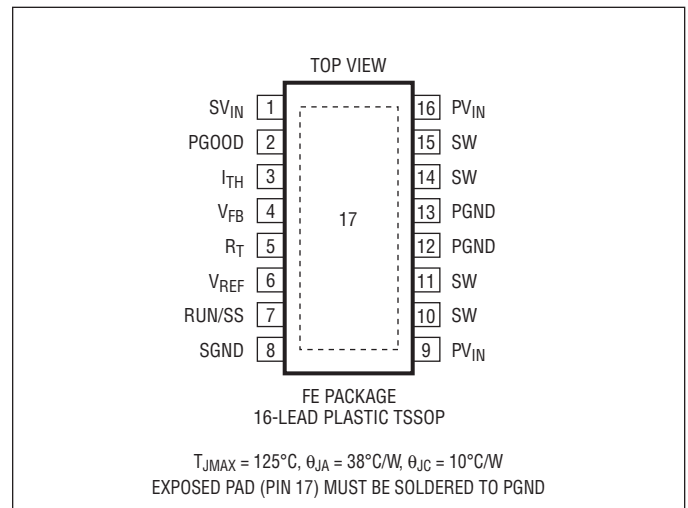 TOP VIEW
SVIN 1
PGOOD 2
ITH 3
VFB 4
RT 5
VREF 6
RUN/SS 7
SGND 8
17
16 PVIN
15 SW
14 SW
13 PGND
12 PGND
11 SW
10 SW
9 PVIN
FE PACKAGE
16-LEAD PLASTIC TSSOP
TJMAX = 125°C, θJA = 38°C/W, θJC = 10°C/W
EXPOSED PAD (PIN 17) MUST BE SOLDERED TO PGND